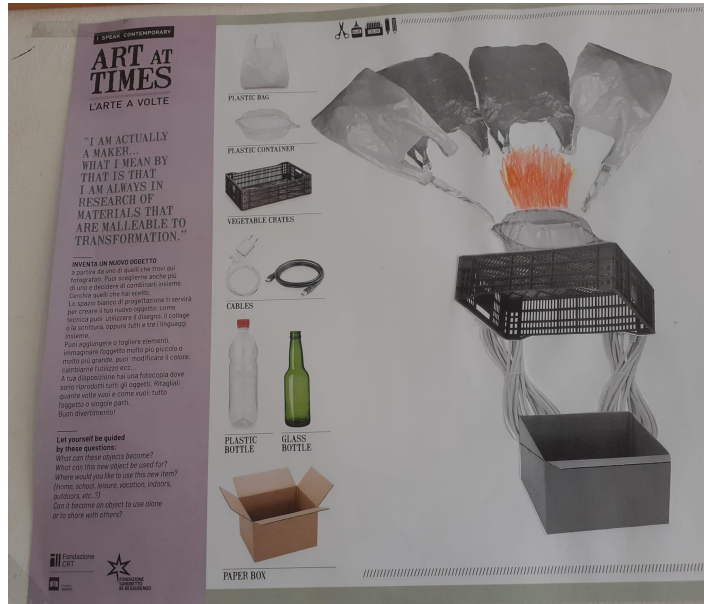 I SPEAK CONTEMPORARY
ART AT
TIMES
L'ARTE A VOLTE
"I AM ACTUALLY
A MAKER...
WHAT I MEAN BY
THAT IS THAT
I AM ALWAYS IN
RESEARCH OF
MATERIALS THAT
ARE MALLEABLE TO
TRANSFORMATION."
INVENTA UN NUOVO OGGETTO
a partire da uno di quelli che trovi qui
fotografati. Puoi sceglierne anche più
di uno e decidere di combinarli insieme.
Cerchia quelli che hai scelto.
Lo spazio bianco di progettazione ti servirà
per creare il tuo nuovo oggetto: come
tecnica puoi utilizzare il disegno, il collage
o la scrittura, oppure tutti e tre i linguaggi
insieme.
Puoi aggiungere o togliere elementi,
immaginare l'oggetto molto più piccolo o
molto più grande, puoi modificare il colore,
cambiarne l'utilizzo ecc...
A tua disposizione hai una fotocopia dove
sono riprodotti tutti gli oggetti. Ritagliali
quante volte vuoi e come vuoi: tutto
l'oggetto o singole parti.
Buon divertimento!
Let yourself be guided
by these questions:
What can these objects become?
What can this new object be used for?
Where would you like to use this new item?
(Home, school, leisure, vacation, indoors,
outdoors, etc..?)
Can it become an object to use alone
or to share with others?
Fondazione
CRT
FONDAZIONE
SANDRETTO
RE REBAUDENGO
PLASTIC BAG
PLASTIC CONTAINER
VEGETABLE CRATES
CABLES
PLASTIC
BOTTLE
GLASS
BOTTLE
PAPER BOX
GLUE